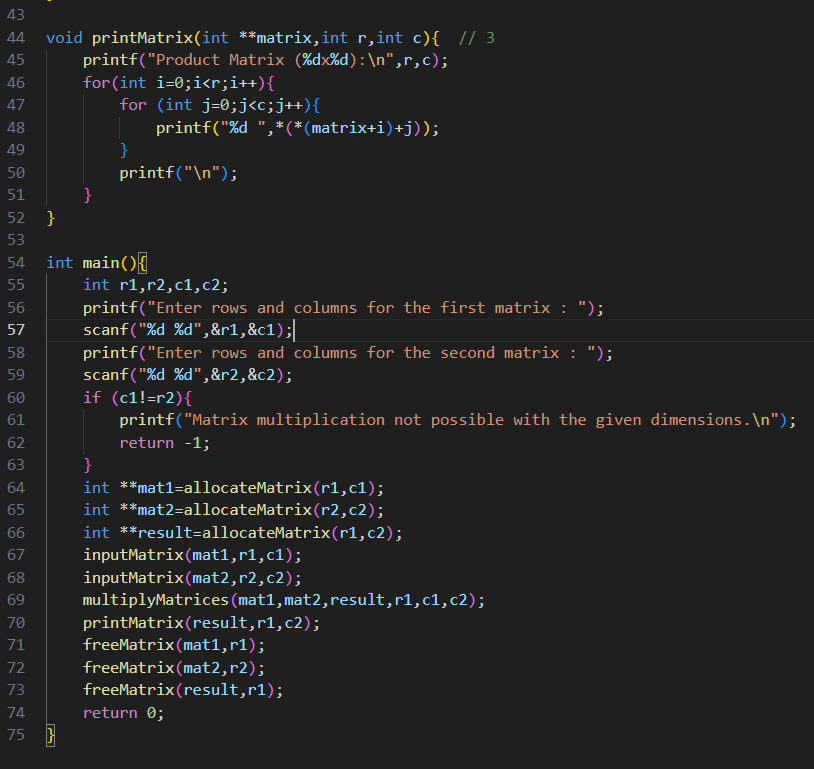 43
44 void printMatrix(int **matrix,int r,int c){  // 3
45     printf("Product Matrix (%dx%d):\n",r,c);
46     for(int i=0;i<r;i++){
47         for (int j=0;j<c;j++){
48             printf("%d ",*(*(matrix+i)+j));
49         }
50         printf("\n");
51     }
52 }
53
54 int main(){
55     int r1,r2,c1,c2;
56     printf("Enter rows and columns for the first matrix : ");
57     scanf("%d %d",&r1,&c1);
58     printf("Enter rows and columns for the second matrix : ");
59     scanf("%d %d",&r2,&c2);
60     if (c1!=r2){
61         printf("Matrix multiplication not possible with the given dimensions.\n");
62         return -1;
63     }
64     int **mat1=allocateMatrix(r1,c1);
65     int **mat2=allocateMatrix(r2,c2);
66     int **result=allocateMatrix(r1,c2);
67     inputMatrix(mat1,r1,c1);
68     inputMatrix(mat2,r2,c2);
69     multiplyMatrices(mat1,mat2,result,r1,c1,c2);
70     printMatrix(result,r1,c2);
71     freeMatrix(mat1,r1);
72     freeMatrix(mat2,r2);
73     freeMatrix(result,r1);
74     return 0;
75 }